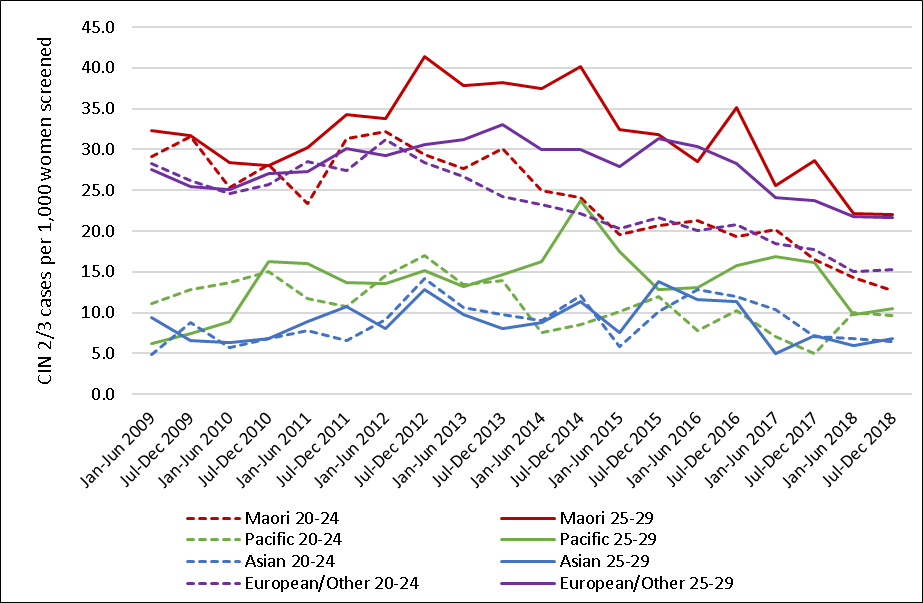 CIN 2/3 cases per 1,000 women screened
45.0
40.0
35.0
30.0
25.0
20.0
15.0
10.0
5.0
0.0
Jan-Jun 2009
Jul-Dec 2009
Jan-Jun 2010
Jul-Dec 2010
Jan-Jun 2011
Jul-Dec 2011
Jan-Jun 2012
Jul-Dec 2012
Jan-Jun 2013
Jul-Dec 2013
Jan-Jun 2014
Jul-Dec 2014
Jan-Jun 2015
Jul-Dec 2015
Jan-Jun 2016
Jul-Dec 2016
Jan-Jun 2017
Jul-Dec 2017
Jan-Jun 2018
Jul-Dec 2018
Maori 20-24 Maori 25-29
Pacific 20-24 Pacific 25-29
Asian 20-24 Asian 25-29
European/Other 20-24 European/Other 25-29